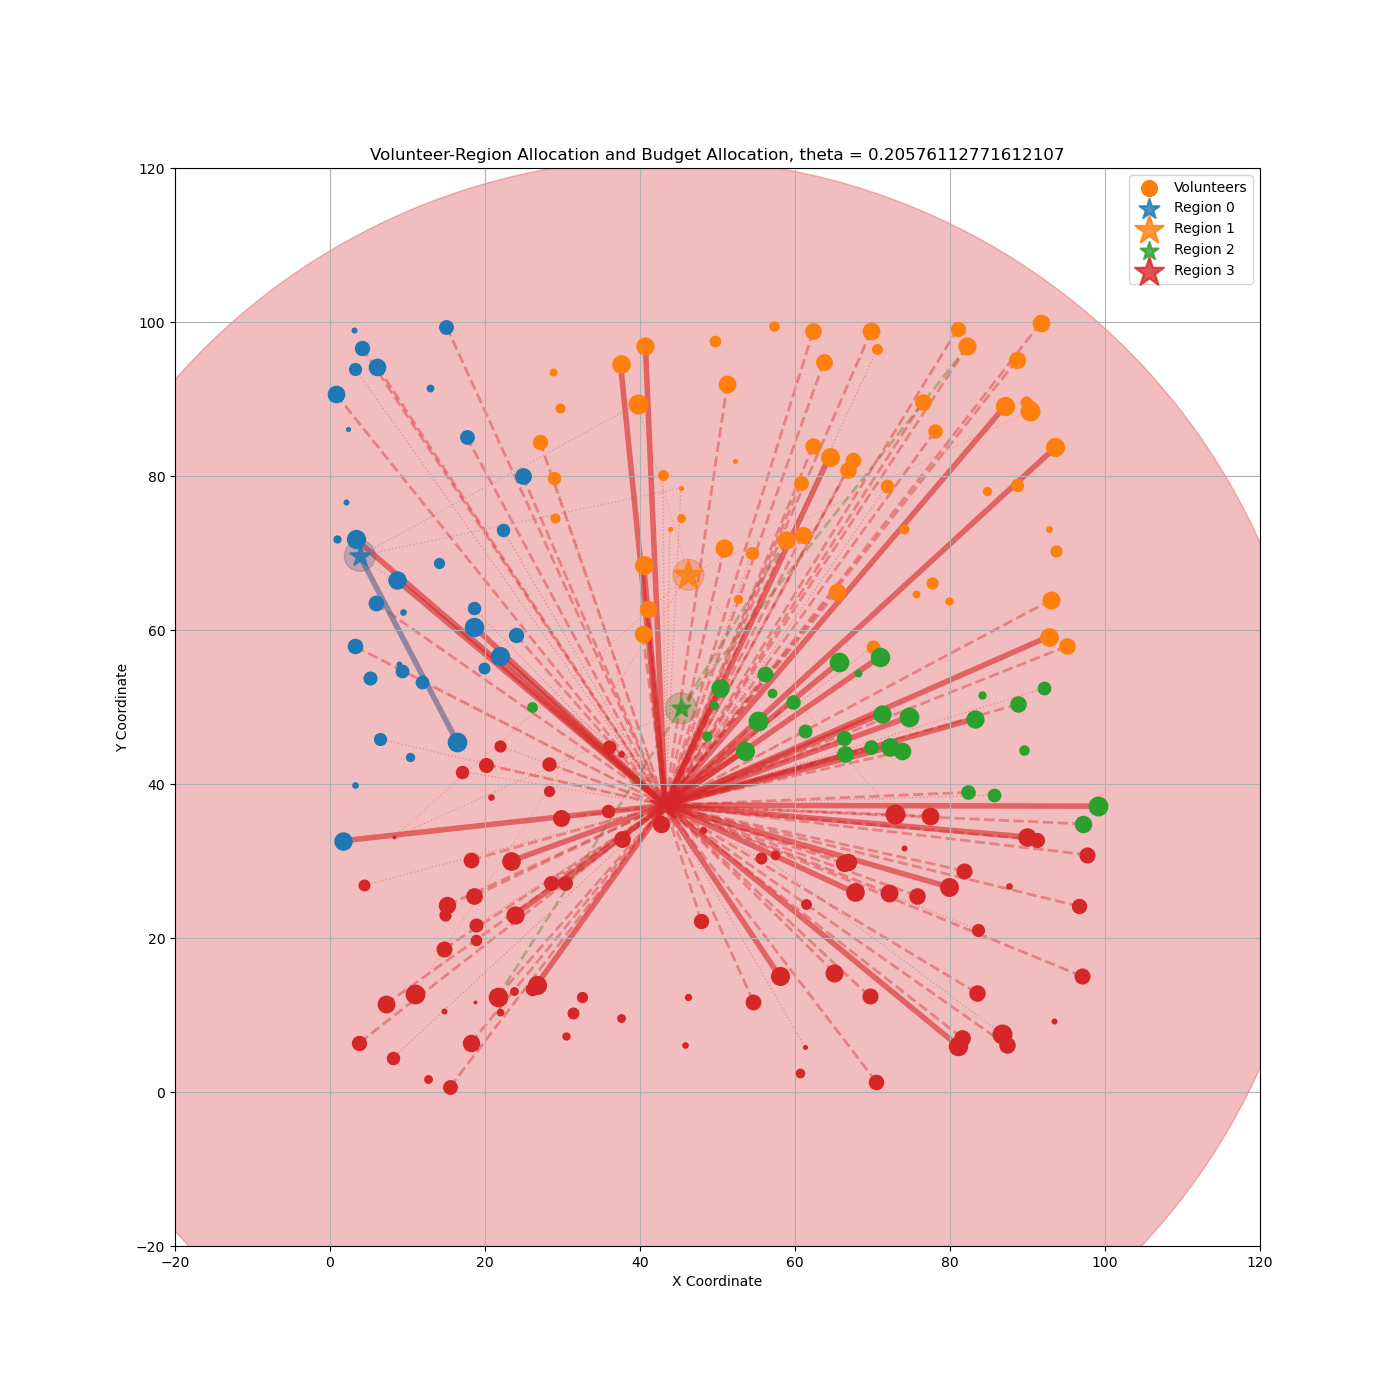 Volunteer-Region Allocation and Budget Allocation, theta = 0.20576112771612107
120
100
80
60
40
20
0
−20
Y Coordinate
Volunteers
Region 0
Region 1
Region 2
Region 3
−20 0 20 40 60 80 100 120
X Coordinate